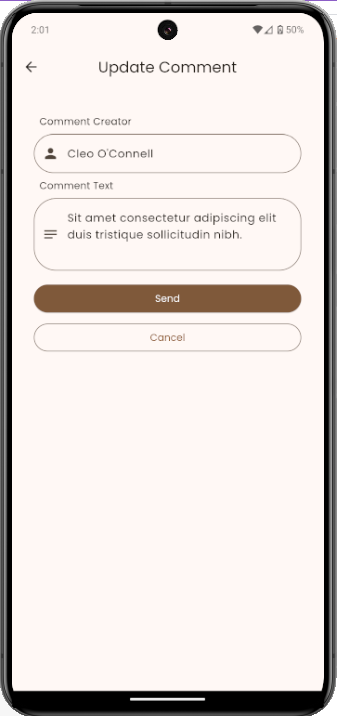 2:01
50%
Update Comment
Comment Creator
Cleo O'Connell
Comment Text
Sit amet consectetur adipiscing elit
duis tristique sollicitudin nibh.
Send
Cancel